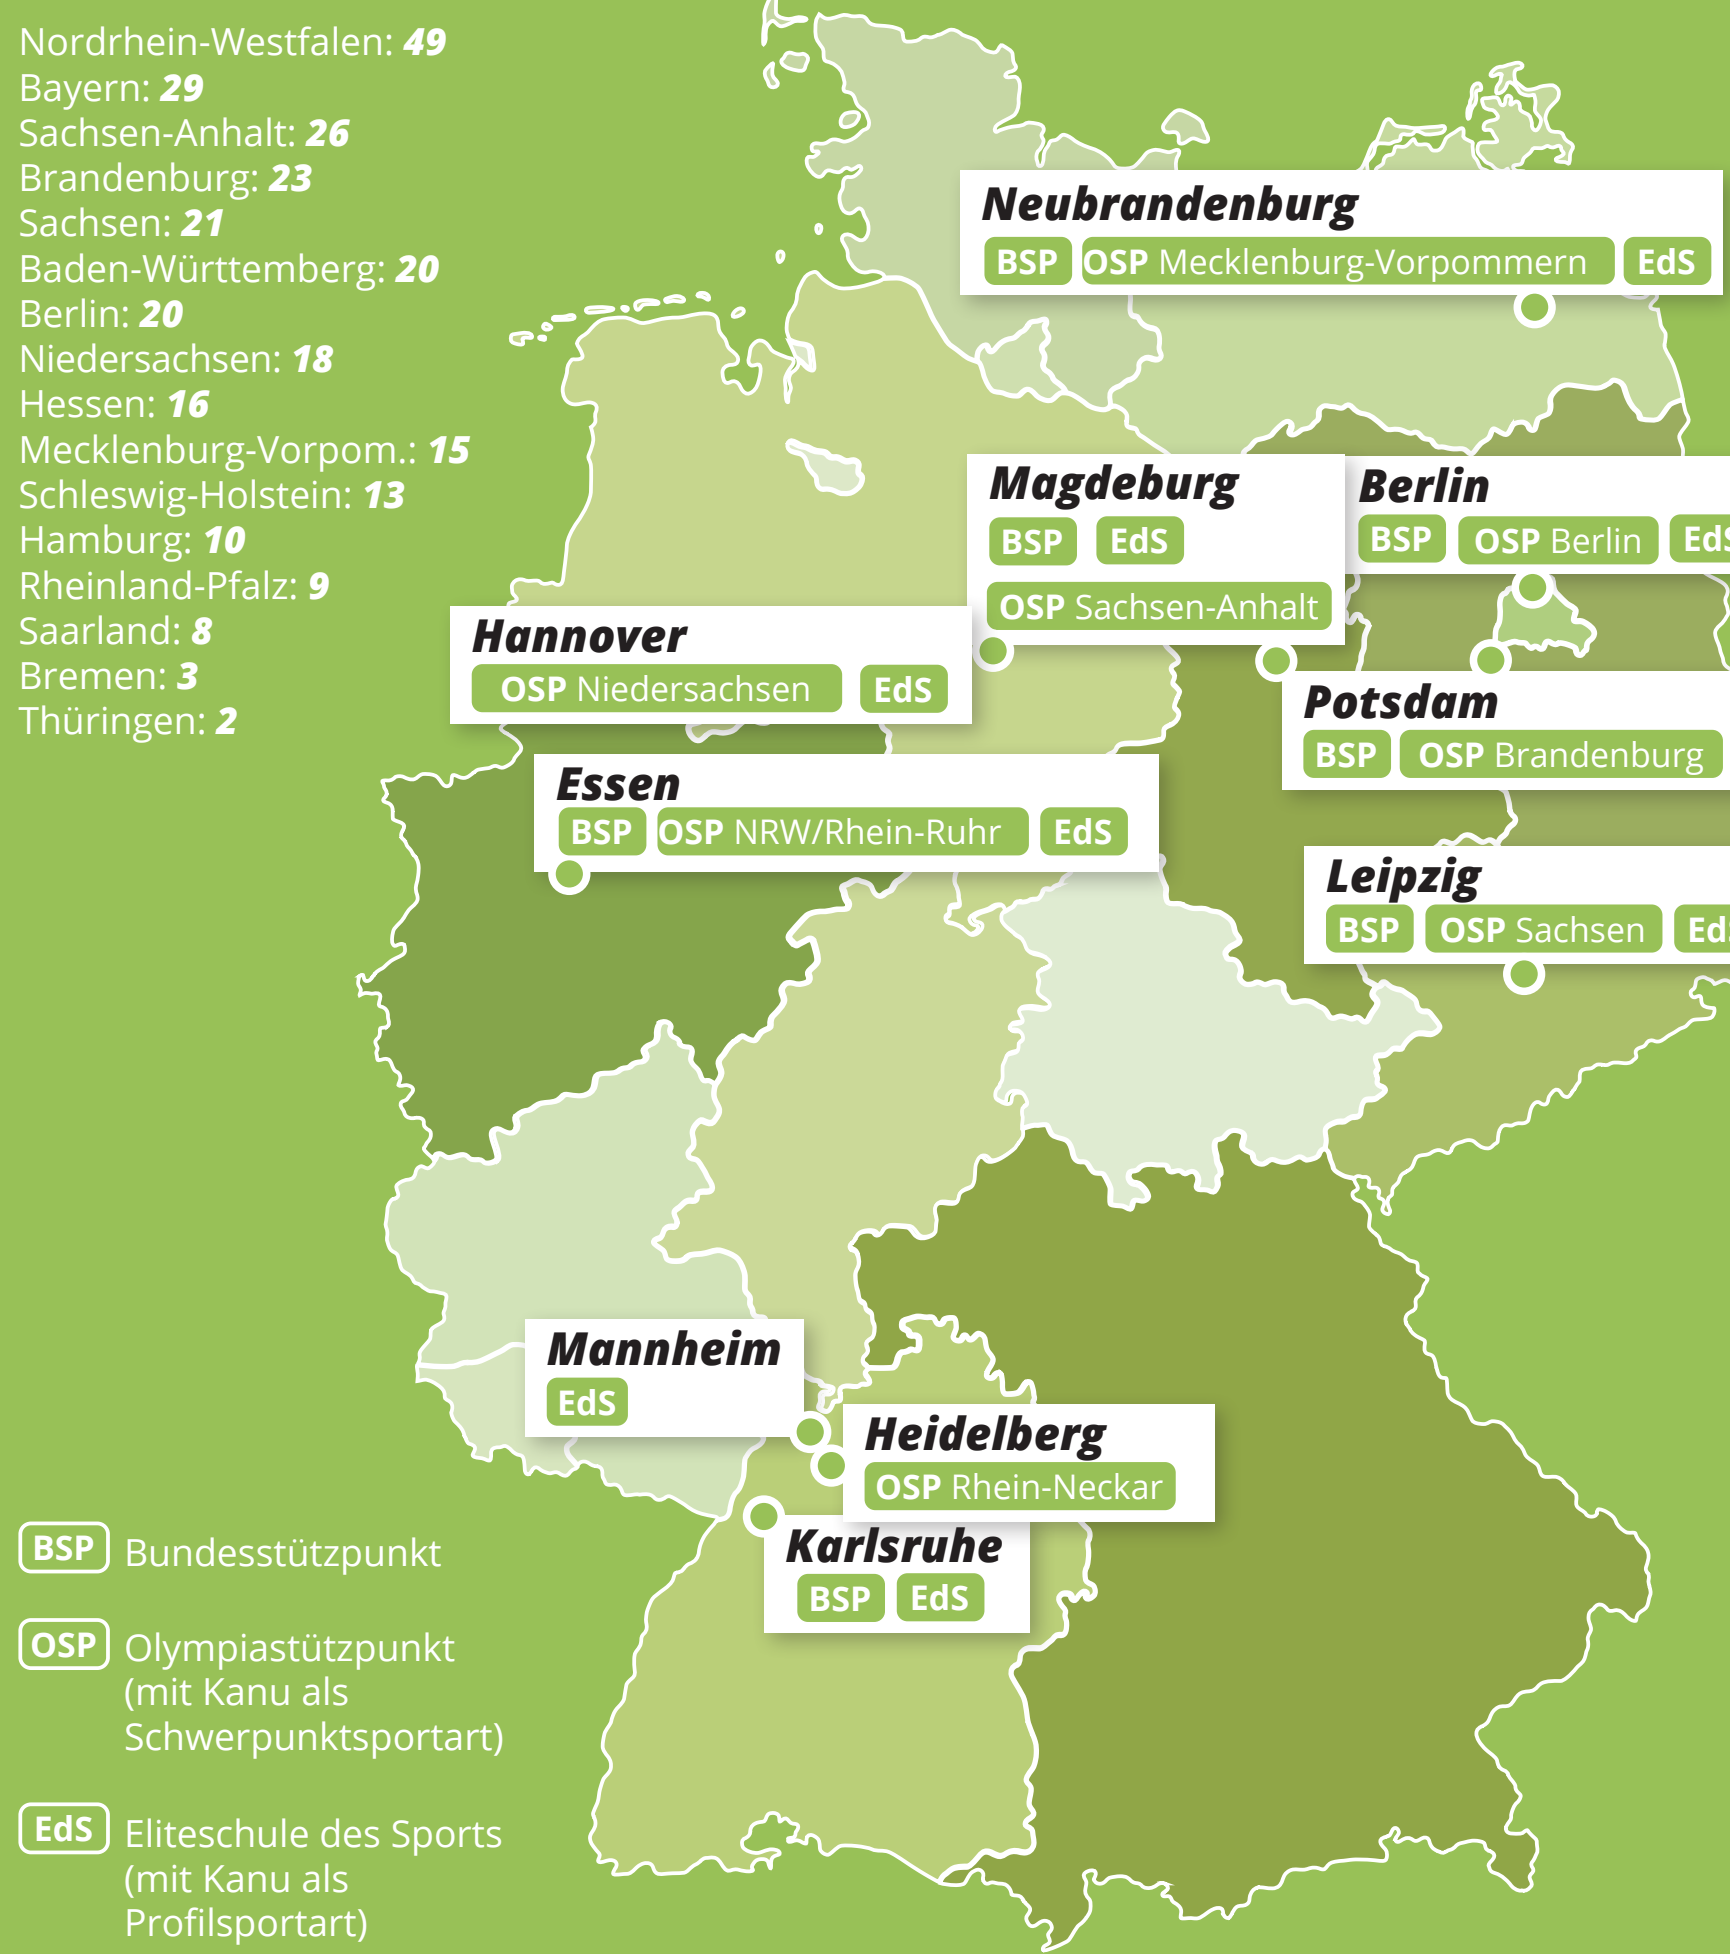 Nordrhein-Westfalen: 49
Bayern: 29
Sachsen-Anhalt: 26
Brandenburg: 23
Sachsen: 21
Baden-Württemberg: 20
Berlin: 20
Niedersachsen: 18
Hessen: 16
Mecklenburg-Vorpom.: 15
Schleswig-Holstein: 13
Hamburg: 10
Rheinland-Pfalz: 9
Saarland: 8
Bremen: 3
Thüringen: 2
Neubrandenburg
BSP OSP Mecklenburg-Vorpommern EdS
Magdeburg
BSP EdS
OSP Sachsen-Anhalt
Berlin
BSP OSP Berlin EdS
Hannover
OSP Niedersachsen EdS
Potsdam
BSP OSP Brandenburg
Essen
BSP OSP NRW/Rhein-Ruhr EdS
Leipzig
BSP OSP Sachsen EdS
Mannheim
EdS
Heidelberg
OSP Rhein-Neckar
Karlsruhe
BSP EdS
BSP Bundesstützpunkt
OSP Olympiastützpunkt
(mit Kanu als
Schwerpunktsportart)
EdS Eliteschule des Sports
(mit Kanu als
Profilsportart)